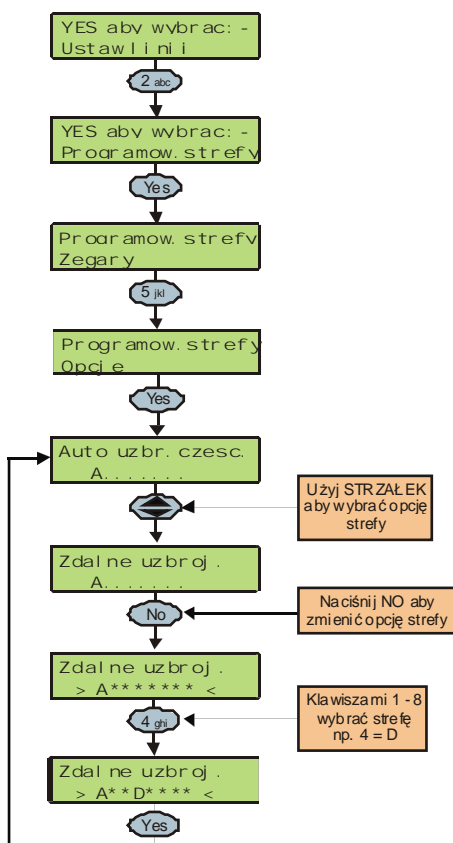 YES aby wybrac: -
Ustaw linii
2 abc
YES aby wybrac: -
Programow. strefy
Yes
Programow. strefy
Zegary
5 jkl
Programow. strefy
Opcje
Yes
Auto uzbr. czesc.
A.......
Użyj STRZAŁEK
aby wybrać opcję
strefy
Zdalne uzbroj.
A.......
No
Naciśnij NO aby
zmienić opcję strefy
Zdalne uzbroj.
> A******* <
4 ghi
Klawiszami 1 - 8
wybrać strefę
np. 4 = D
Zdalne uzbroj.
> A**D**** <
Yes